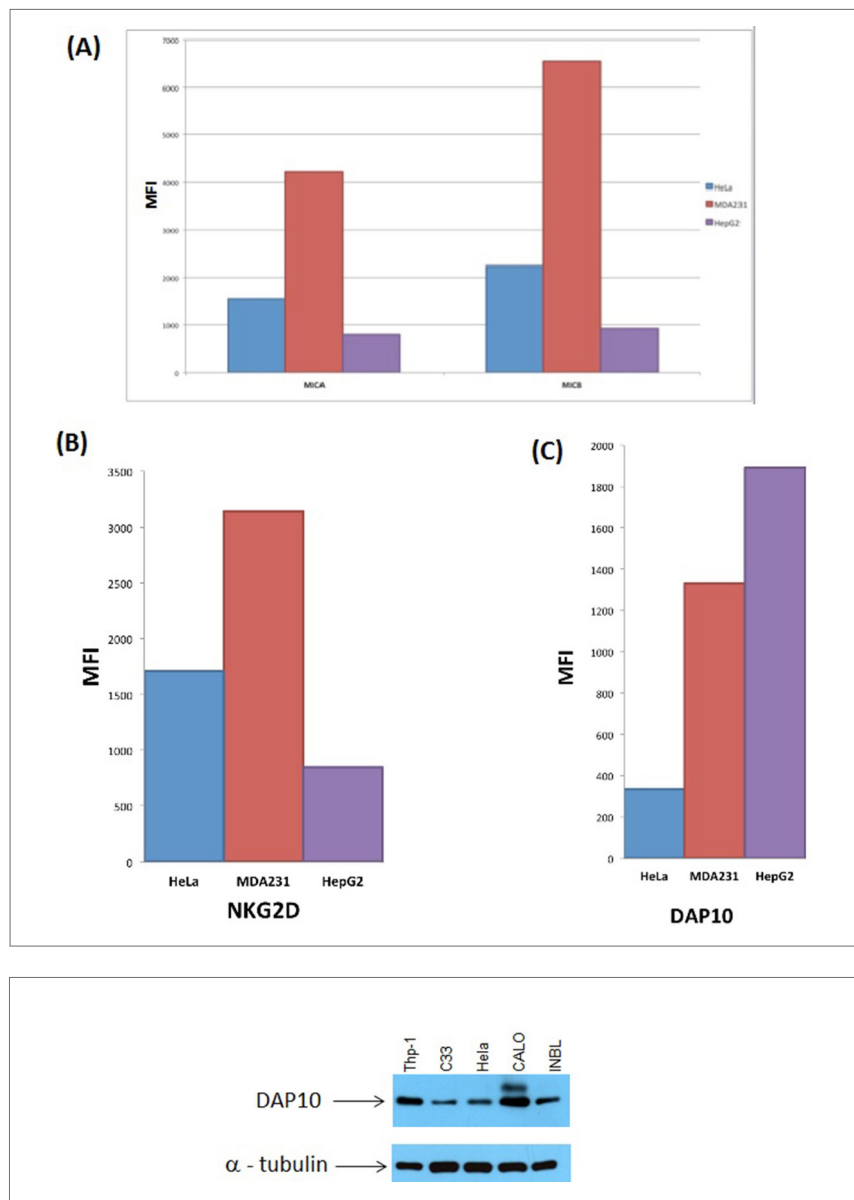 (A)
7000
6000
5000
4000
3000
2000
1000
0
MFI
MICA
MICB
HeLa
MDA231
HepG2
(B)
3500
3000
2500
2000
1500
1000
500
0
MFI
HeLa MDA231 HepG2
NKG2D
(C)
2000
1800
1600
1400
1200
1000
800
600
400
200
0
MFI
HeLa MDA231 HepG2
DAP10
Thp-1
C33
Hela
CALO
INBL
DAP10
α - tubulin